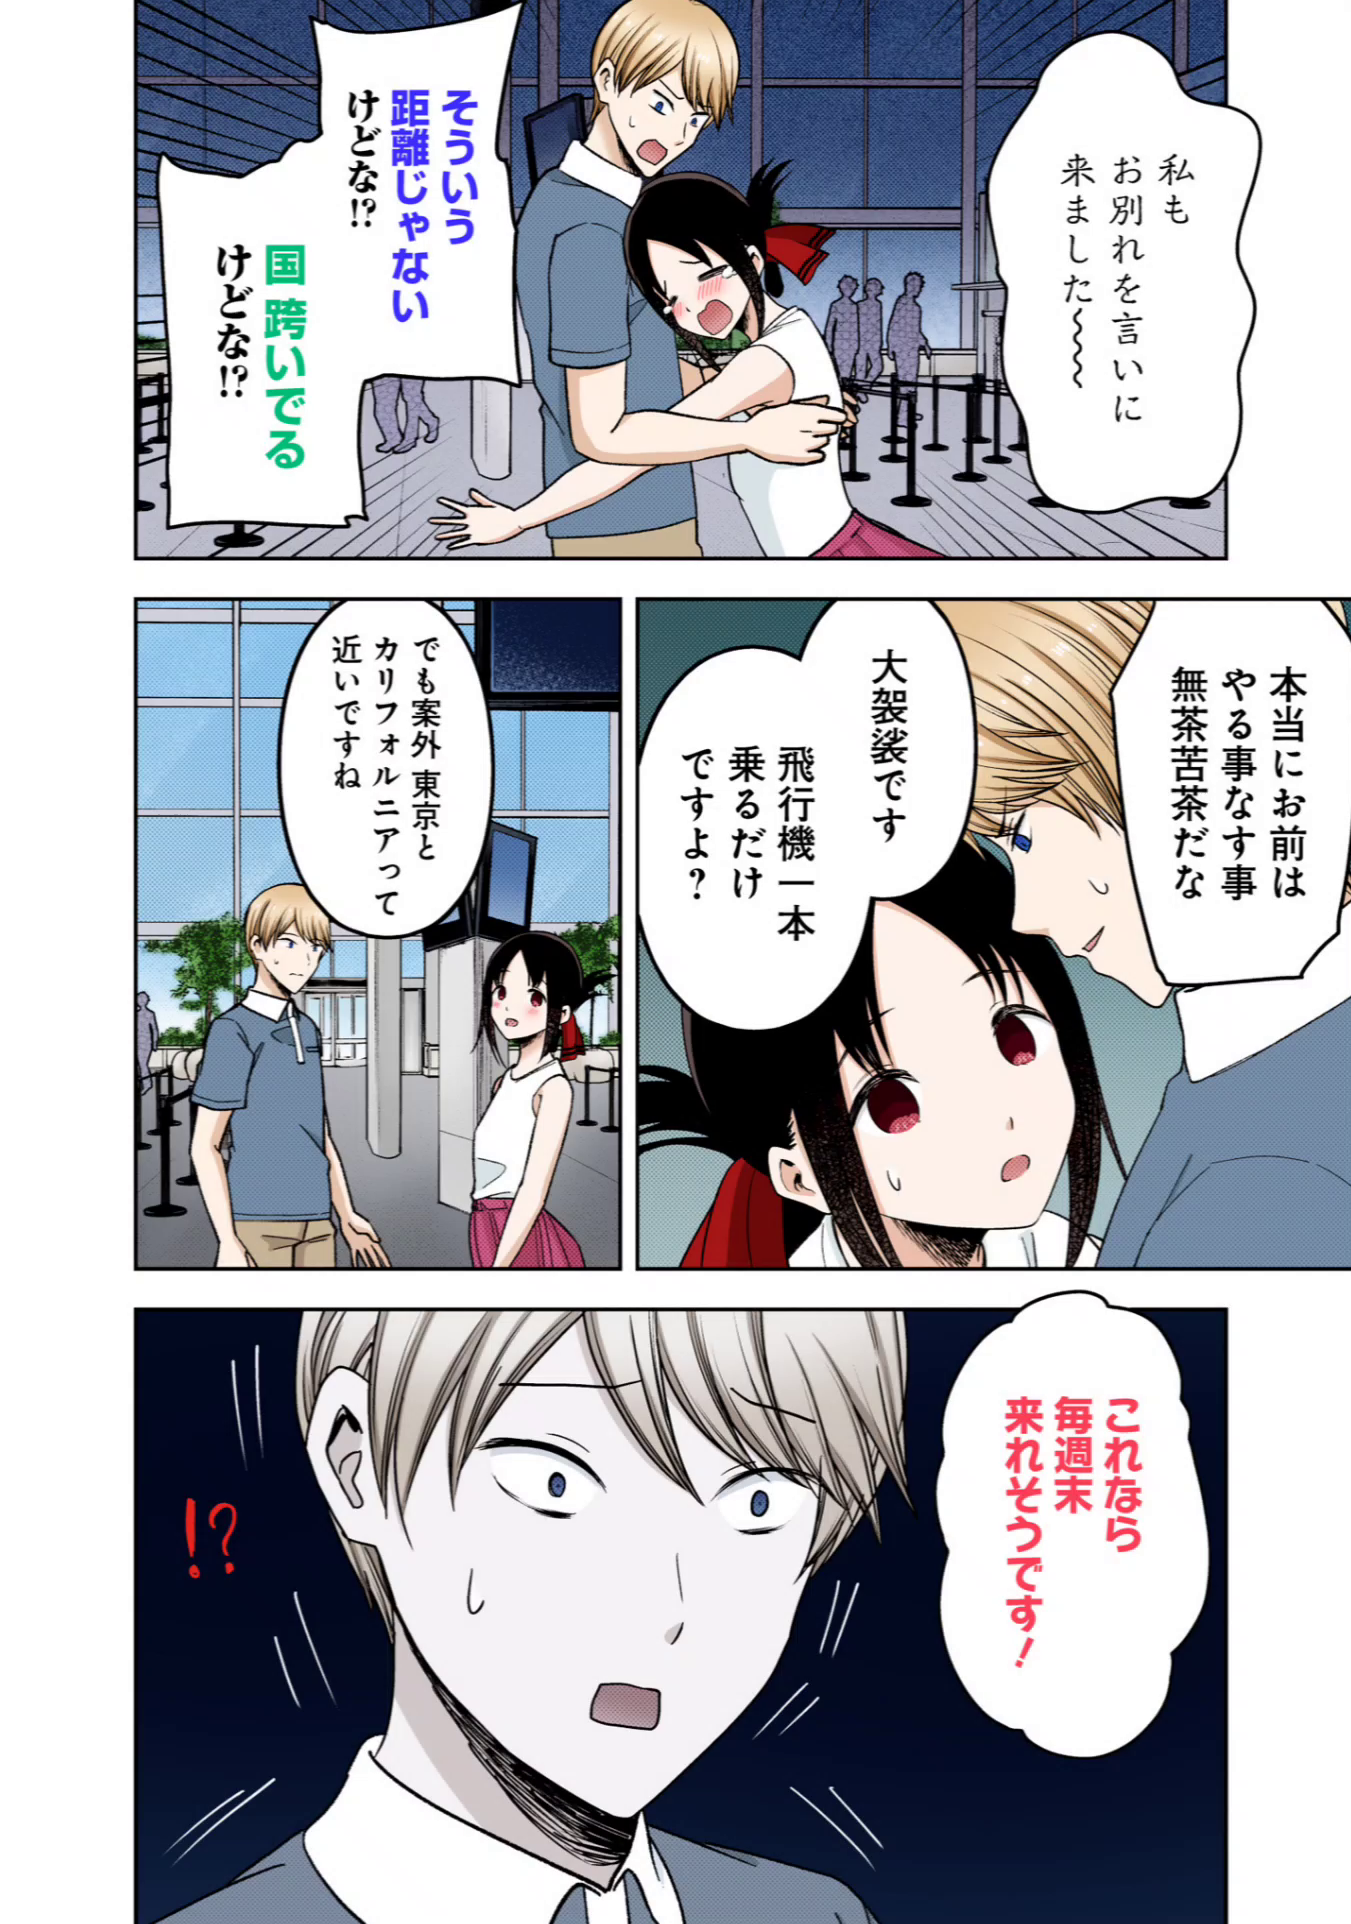 私も
お別れを言いに
来ました〜〜〜
そういう
距離じゃない
けどな!?
国 跨いでる
けどな!?
本当にお前は
やる事なす事
無茶苦茶だな
大袈裟です
飛行機一本
乗るだけ
ですよ?
でも案外 東京と
カリフォルニアって
近いですね
これなら
毎週末
来れそうです!
!?